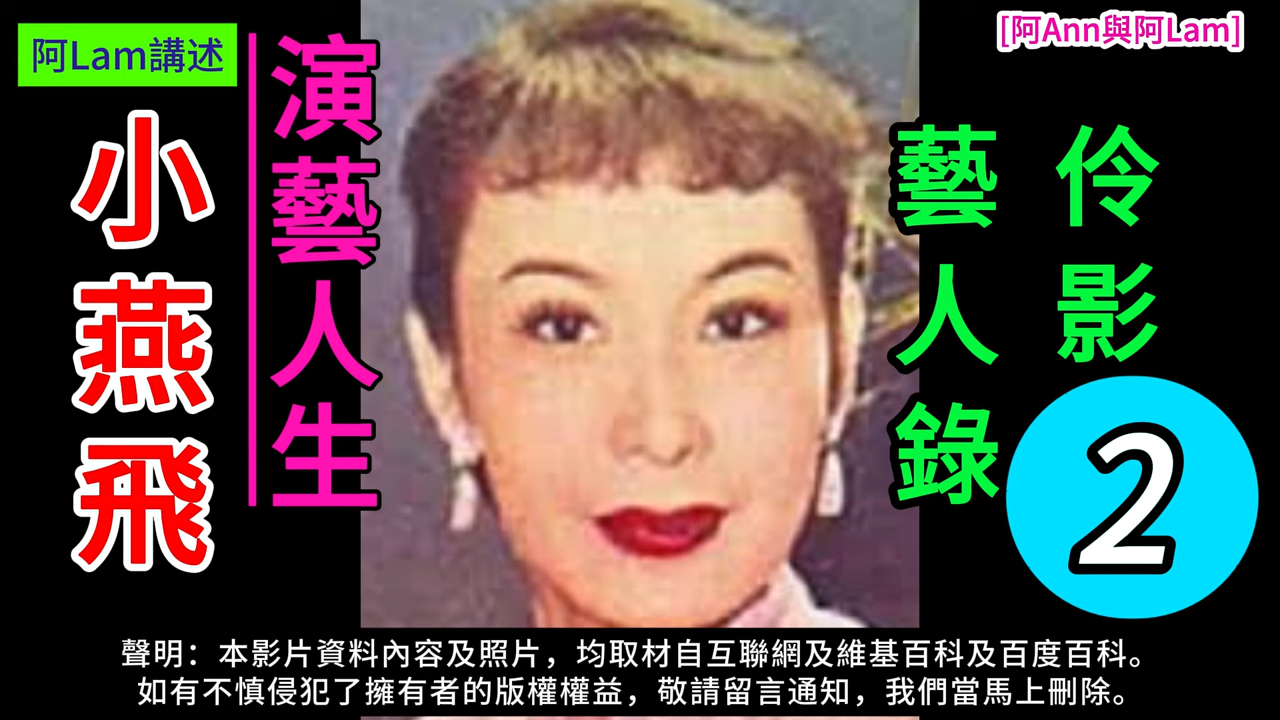 阿Lam講述
[阿Ann與阿Lam]
小燕飛
演藝人生
伶影
藝人錄
2
聲明：本影片資料內容及照片，均取材自互聯網及維基百科及百度百科。
如有不慎侵犯了擁有者的版權權益，敬請留言通知，我們當馬上刪除。